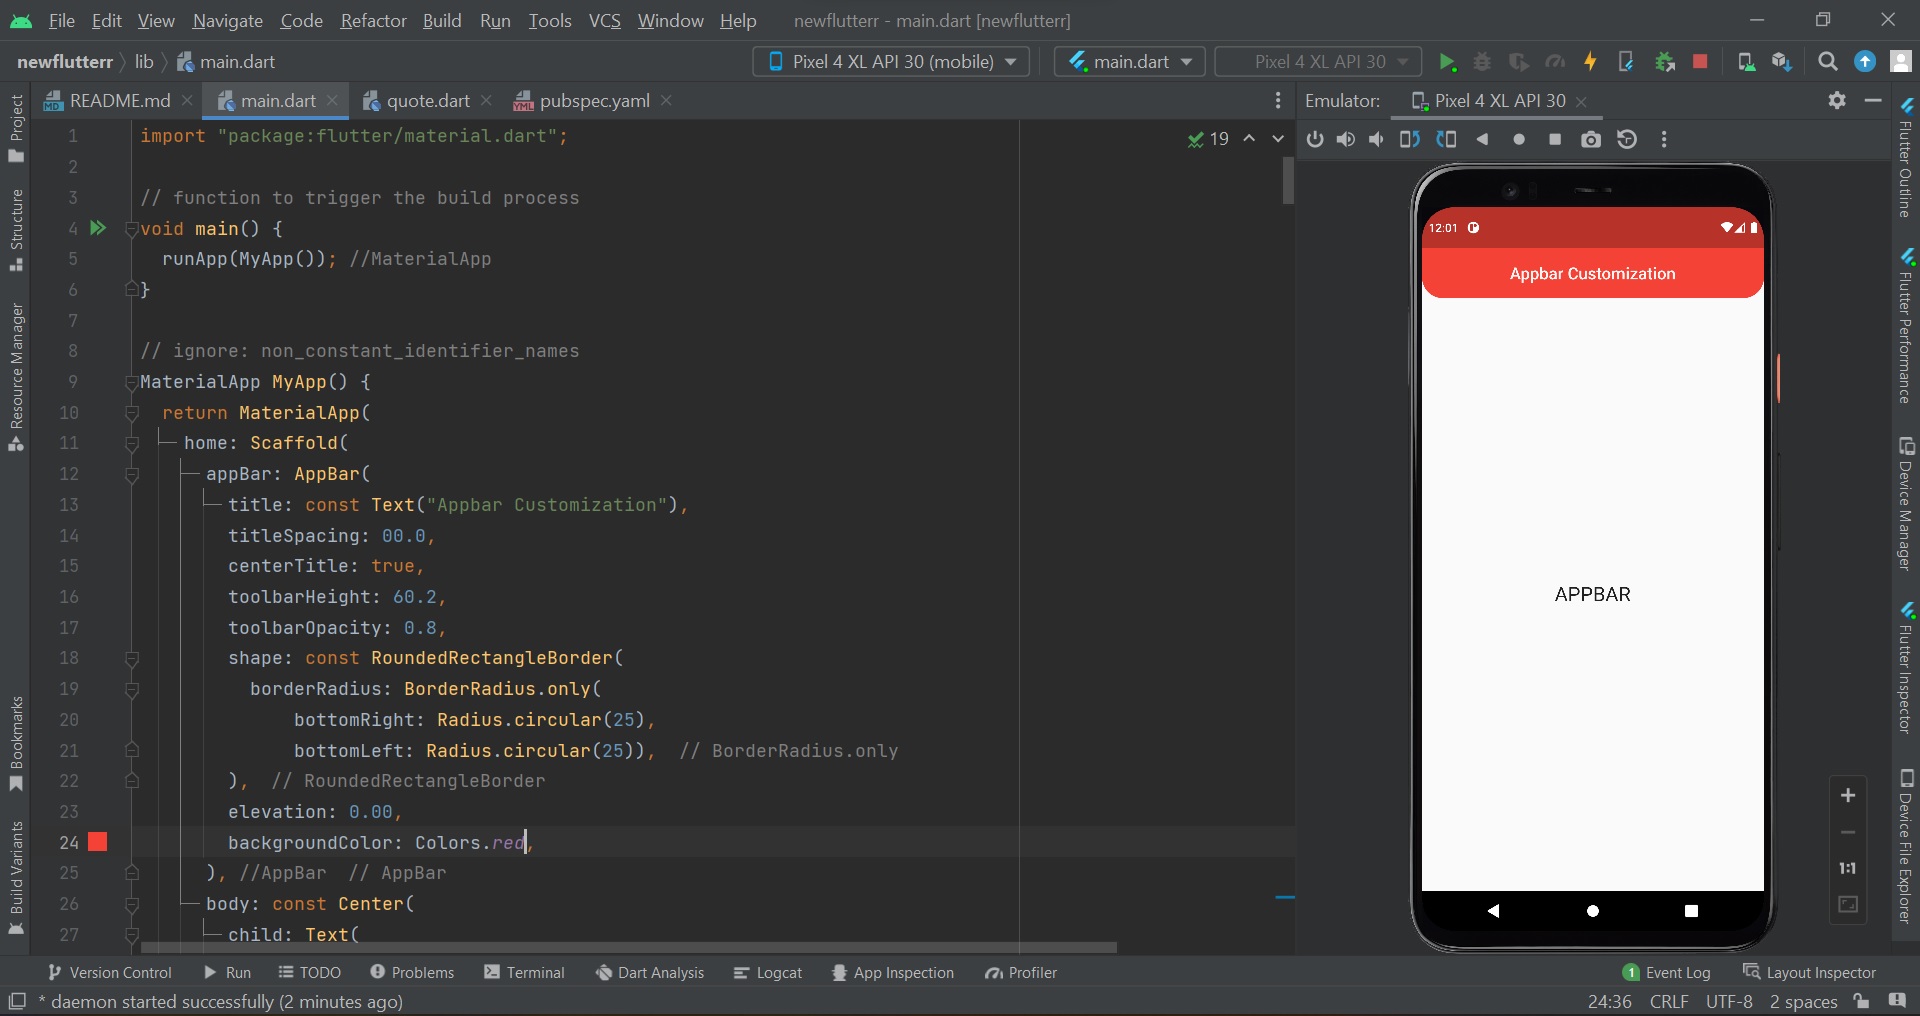 File Edit View Navigate Code Refactor Build Run Tools VCS Window Help newflutterr - main.dart [newflutterr]
newflutterr lib main.dart Pixel 4 XL API 30 (mobile) main.dart Pixel 4 XL API 30
README.md main.dart quote.dart pubspec.yaml Emulator: Pixel 4 XL API 30
1 import "package:flutter/material.dart"; 19
2
3 // function to trigger the build process
4 void main() {
5 runApp(MyApp()); //MaterialApp
6 }
7
8 // ignore: non_constant_identifier_names
9 MaterialApp MyApp() {
10 return MaterialApp(
11 home: Scaffold(
12 appBar: AppBar(
13 title: const Text("Appbar Customization"),
14 titleSpacing: 00.0,
15 centerTitle: true,
16 toolbarHeight: 60.2,
17 toolbarOpacity: 0.8,
18 shape: const RoundedRectangleBorder(
19 borderRadius: BorderRadius.only(
20 bottomRight: Radius.circular(25),
21 bottomLeft: Radius.circular(25)), // BorderRadius.only
22 ), // RoundedRectangleBorder
23 elevation: 0.00,
24 backgroundColor: Colors.red,
25 ), //AppBar // AppBar
26 body: const Center(
27 child: Text(
Project
Structure
Resource Manager
Bookmarks
Build Variants
12:01
Appbar Customization
APPBAR
1:1
Flutter Outline
Flutter Performance
Device Manager
Flutter Inspector
Device File Explorer
Version Control Run TODO Problems Terminal Dart Analysis Logcat App Inspection Profiler 1 Event Log Layout Inspector
* daemon started successfully (2 minutes ago) 24:36 CRLF UTF-8 2 spaces